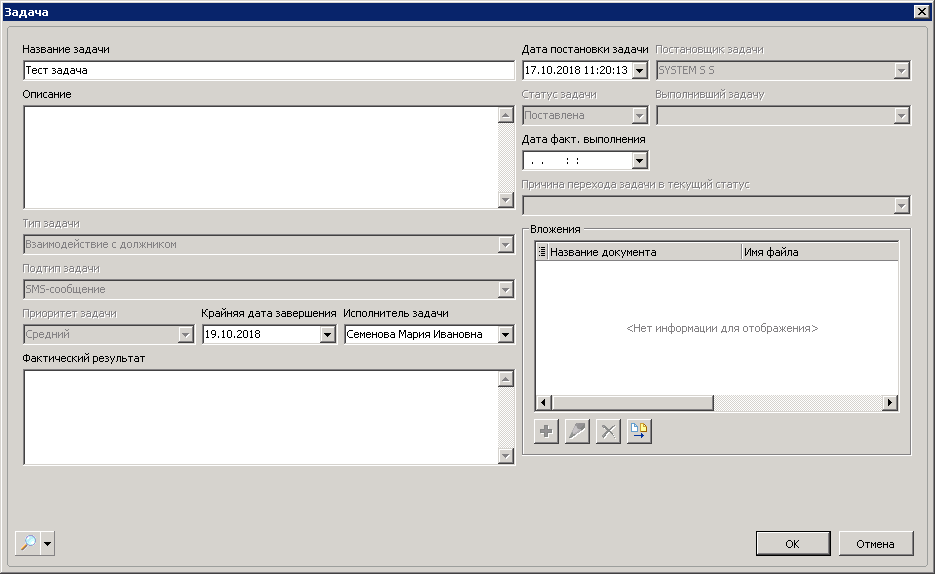 Задача
Название задачи
Тест задача
Описание
Тип задачи
Взаимодействие с должником
Подтип задачи
SMS-сообщение
Приоритет задачи
Средний
Крайняя дата завершения
19.10.2018
Исполнитель задачи
Семенова Мария Ивановна
Фактический результат
Дата постановки задачи
17.10.2018 11:20:13
Постановщик задачи
SYSTEM S S
Статус задачи
Поставлена
Выполнивший задачу
Дата факт. выполнения
. . : :
Причина перехода задачи в текущий статус
Вложения
Название документа
Имя файла
<Нет информации для отображения>
OK
Отмена